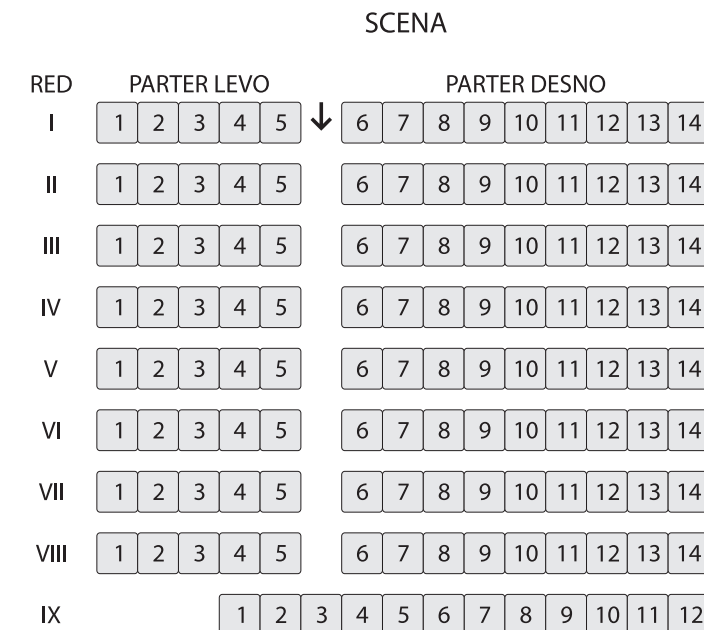 SCENA
RED PARTER LEVO PARTER DESNO
I 1 2 3 4 5 6 7 8 9 10 11 12 13 14
II 1 2 3 4 5 6 7 8 9 10 11 12 13 14
III 1 2 3 4 5 6 7 8 9 10 11 12 13 14
IV 1 2 3 4 5 6 7 8 9 10 11 12 13 14
V 1 2 3 4 5 6 7 8 9 10 11 12 13 14
VI 1 2 3 4 5 6 7 8 9 10 11 12 13 14
VII 1 2 3 4 5 6 7 8 9 10 11 12 13 14
VIII 1 2 3 4 5 6 7 8 9 10 11 12 13 14
IX 1 2 3 4 5 6 7 8 9 10 11 12